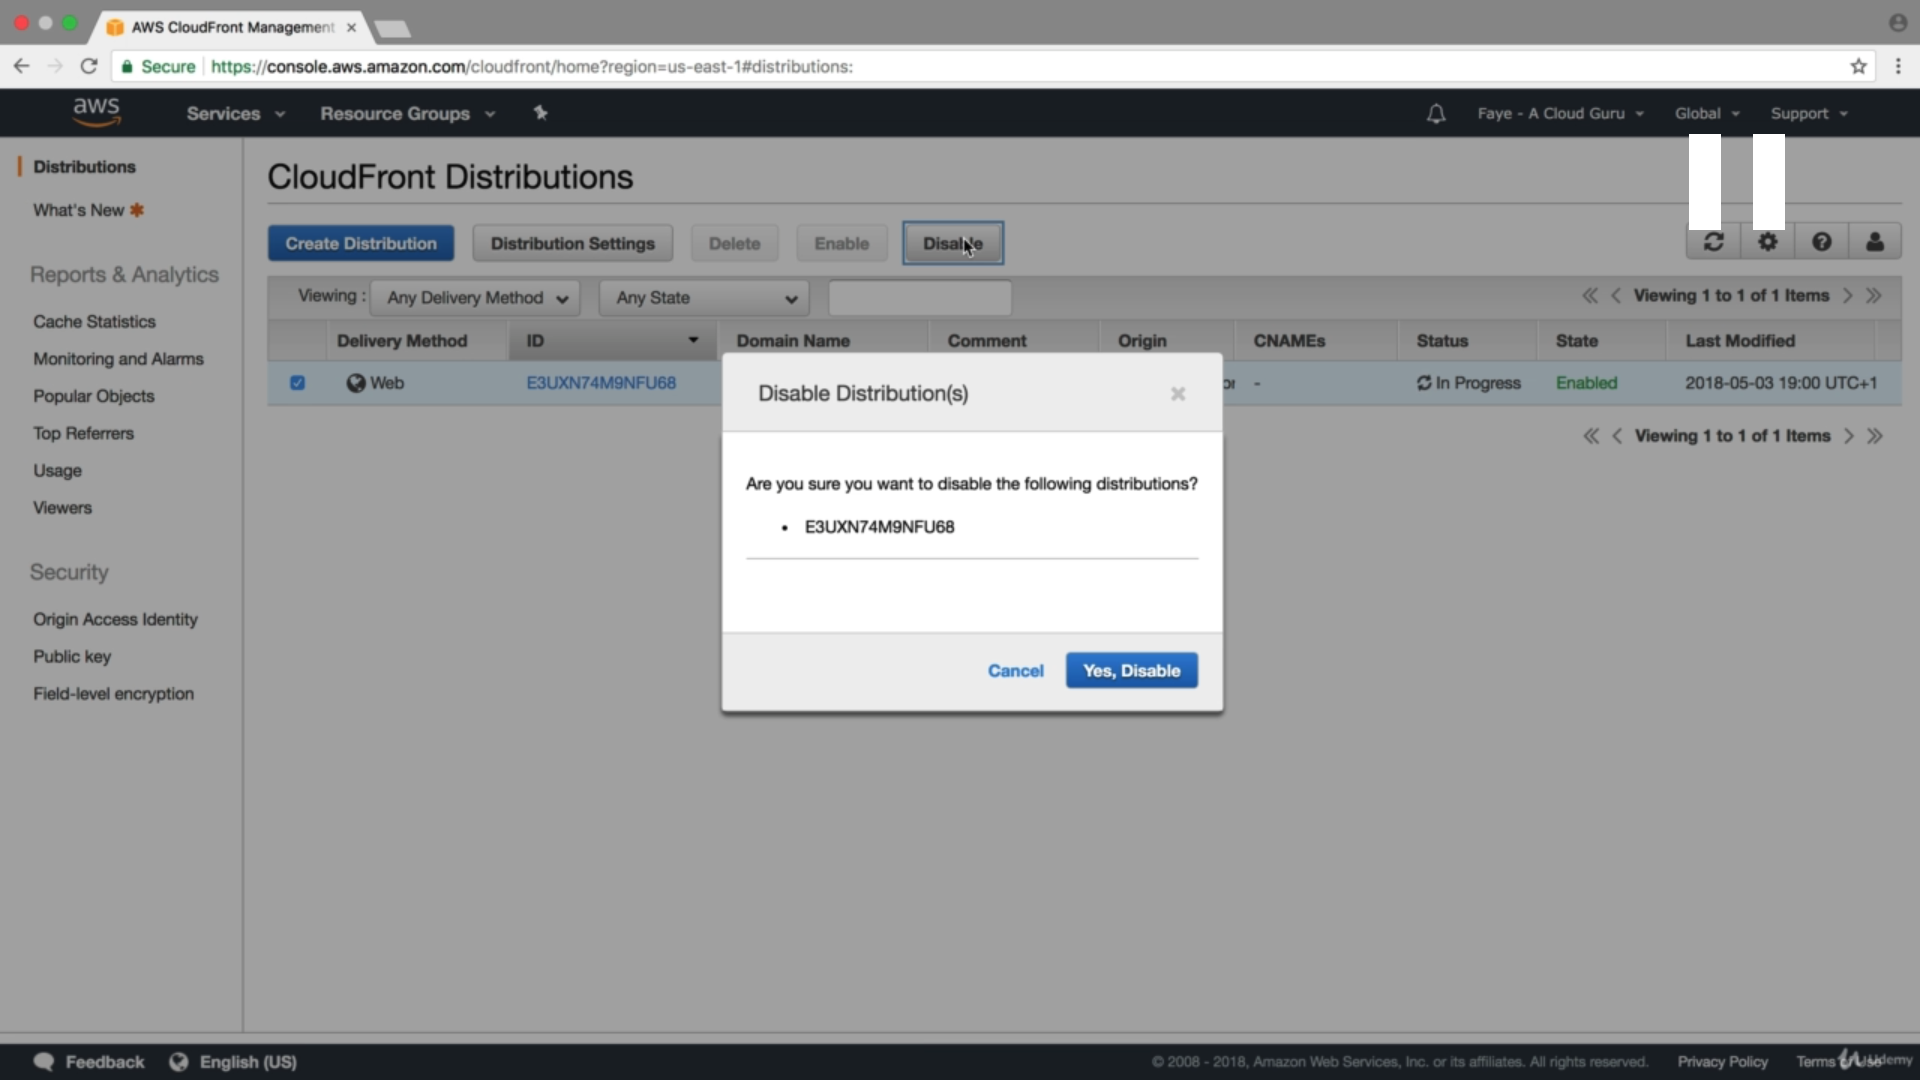 AWS CloudFront Management
Secure https://console.aws.amazon.com/cloudfront/home?region=us-east-1#distributions:
aws Services Resource Groups Faye - A Cloud Guru Global Support
Distributions
What's New
Reports & Analytics
Cache Statistics
Monitoring and Alarms
Popular Objects
Top Referrers
Usage
Viewers
Security
Origin Access Identity
Public key
Field-level encryption
CloudFront Distributions
Create Distribution Distribution Settings Delete Enable Disable
Viewing : Any Delivery Method Any State Viewing 1 to 1 of 1 Items
Delivery Method ID Domain Name Comment Origin CNAMEs Status State Last Modified
Web E3UXN74M9NFU68 - In Progress Enabled 2018-05-03 19:00 UTC+1
Viewing 1 to 1 of 1 Items
Disable Distribution(s)
Are you sure you want to disable the following distributions?
• E3UXN74M9NFU68
Cancel Yes, Disable
Feedback English (US) © 2008 - 2018, Amazon Web Services, Inc. or its affiliates. All rights reserved. Privacy Policy Terms of Use